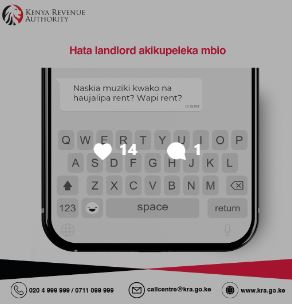 KENYA REVENUE
AUTHORITY
Hata landlord akikupeleka mbio
Naskia muziki kwako na
haujalipa rent? Wapi rent?
Q W E R T Y U I O P
A S D F G H J K L
14 1
Z X C V B N M
123 space return
020 4 999 999 / 0711 099 999 callcentre@kra.go.ke www.kra.go.ke